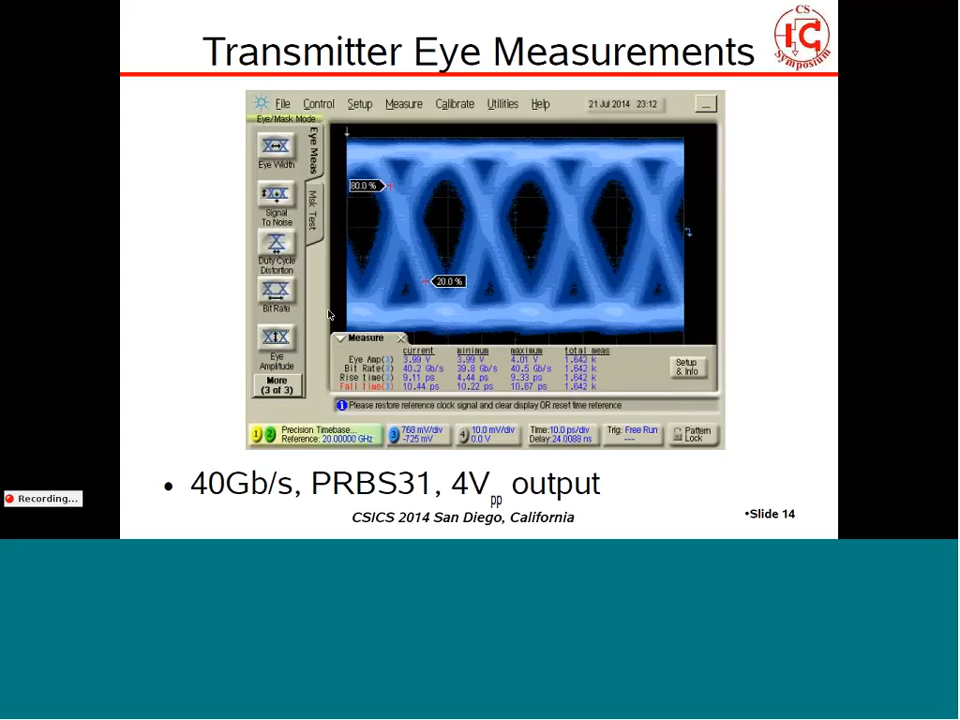 Transmitter Eye Measurements
CS
IC
Symposium
File Control Setup Measure Calibrate Utilities Help 21 Jul 2014 23:12
Eye/Mask Mode
Eye Meas
Msk Test
Eye Width
Signal
To Noise
Duty Cycle
Distortion
Bit Rate
Eye
Amplitude
More
(3 of 3)
80.0 %
20.0 %
Measure
current minimum maximum total meas
Eye Amp(3) 3.99 V 3.99 V 4.01 V 1.642 k
Bit Rate(3) 40.2 Gb/s 39.8 Gb/s 40.5 Gb/s 1.642 k
Rise time(3) 9.11 ps 4.44 ps 9.33 ps 1.642 k
Fall time(3) 10.44 ps 10.22 ps 10.67 ps 1.642 k
Setup
& Info
Please restore reference clock signal and clear display OR reset time reference
1 2 Precision Timebase...
Reference: 20.00000 GHz
3 768 mV/div
-725 mV
4 10.0 mV/div
0.0 V
Time:10.0 ps/div
Delay:24.0088 ns
Trig: Free Run
---
Pattern
Lock
• 40Gb/s, PRBS31, 4Vpp output
Recording...
CSICS 2014 San Diego, California
•Slide 14